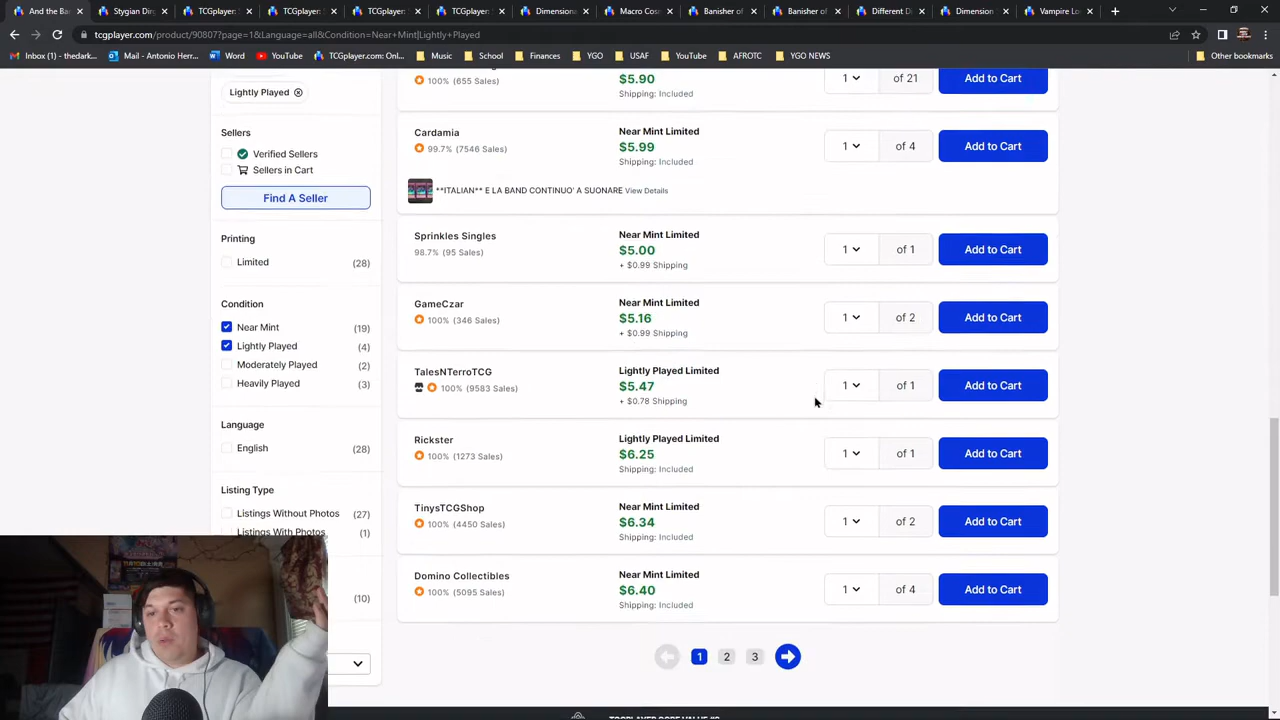 And the Ba
Stygian Dirg
TCGplayer
TCGplayer
TCGplayer
TCGplayer
Dimensiona
Macro Cos
Banisher of
Banisher of
Different Di
Dimension
Vampire Lo
tcgplayer.com/product/90807?page=1&Language=all&Condition=Near+Mint|Lightly+Played
Inbox (1) - thedark...
Mail - Antonio Herr...
Word
YouTube
TCGplayer.com: Onl...
Music
School
Finances
YGO
USAF
YouTube
AFROTC
YGO NEWS
Other bookmarks
Lightly Played
Sellers
Verified Sellers
Sellers in Cart
Find A Seller
Printing
Limited (28)
Condition
Near Mint (19)
Lightly Played (4)
Moderately Played (2)
Heavily Played (3)
Language
English (28)
Listing Type
Listings Without Photos (27)
Listings With Photos (1)
(10)
100% (655 Sales)
$5.90
Shipping: Included
1 of 21
Add to Cart
Cardamia
99.7% (7546 Sales)
Near Mint Limited
$5.99
Shipping: Included
1 of 4
Add to Cart
**ITALIAN** E LA BAND CONTINUO' A SUONARE View Details
Sprinkles Singles
98.7% (95 Sales)
Near Mint Limited
$5.00
+ $0.99 Shipping
1 of 1
Add to Cart
GameCzar
100% (346 Sales)
Near Mint Limited
$5.16
+ $0.99 Shipping
1 of 2
Add to Cart
TalesNTerroTCG
100% (9583 Sales)
Lightly Played Limited
$5.47
+ $0.78 Shipping
1 of 1
Add to Cart
Rickster
100% (1273 Sales)
Lightly Played Limited
$6.25
Shipping: Included
1 of 1
Add to Cart
TinysTCGShop
100% (4450 Sales)
Near Mint Limited
$6.34
Shipping: Included
1 of 2
Add to Cart
Domino Collectibles
100% (5095 Sales)
Near Mint Limited
$6.40
Shipping: Included
1 of 4
Add to Cart
1 2 3